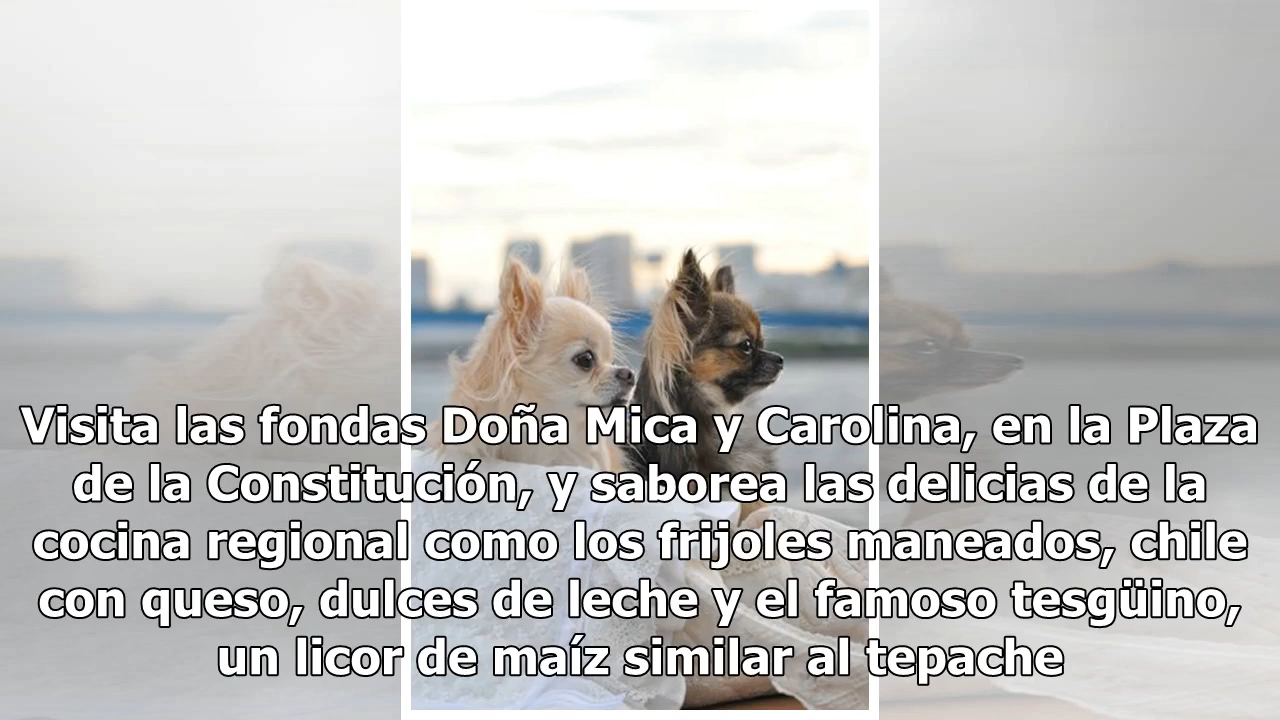 Visita las fondas Doña Mica y Carolina, en la Plaza
de la Constitución, y saborea las delicias de la
cocina regional como los frijoles maneados, chile
con queso, dulces de leche y el famoso tesgüino,
un licor de maíz similar al tepache